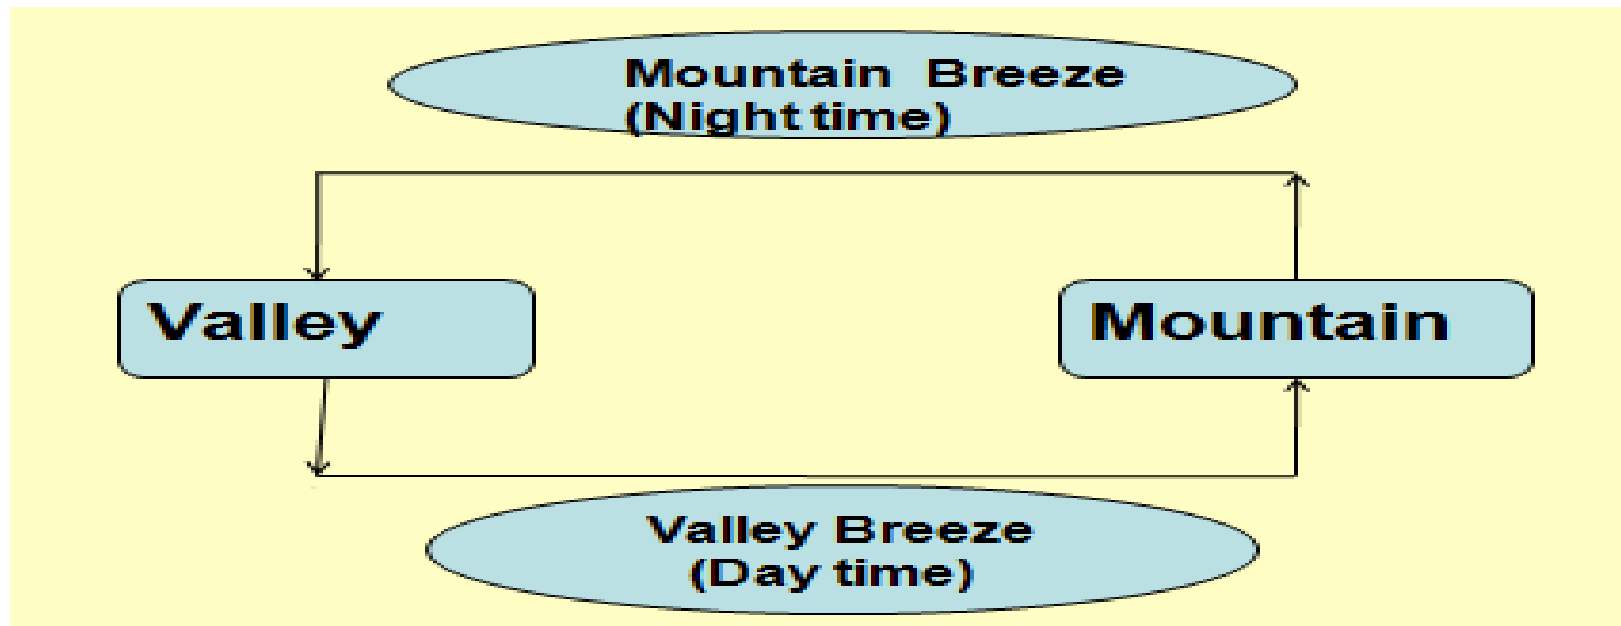 Mountain Breeze
(Night time)
Valley
Mountain
Valley Breeze
(Day time)